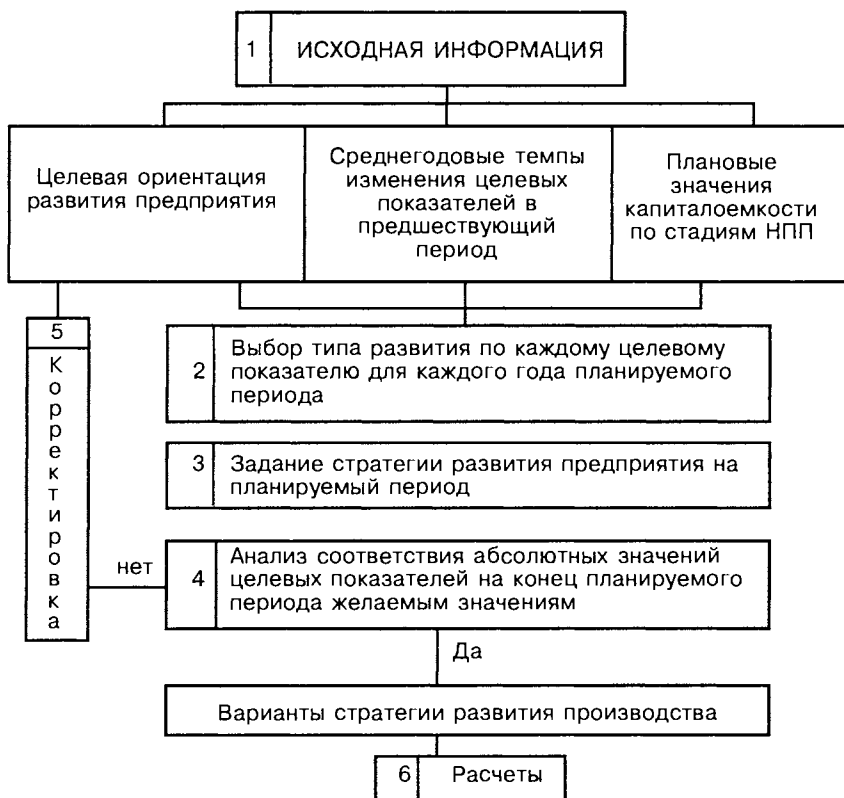 1 ИСХОДНАЯ ИНФОРМАЦИЯ
Целевая ориентация
развития предприятия
Среднегодовые темпы
изменения целевых
показателей в
предшествующий
период
Плановые
значения
капиталоемкости
по стадиям НПП
5
Корректировка
2
Выбор типа развития по каждому целевому
показателю для каждого года планируемого
периода
3
Задание стратегии развития предприятия на
планируемый период
нет
4
Анализ соответствия абсолютных значений
целевых показателей на конец планируемого
периода желаемым значениям
Да
Варианты стратегии развития производства
6 Расчеты